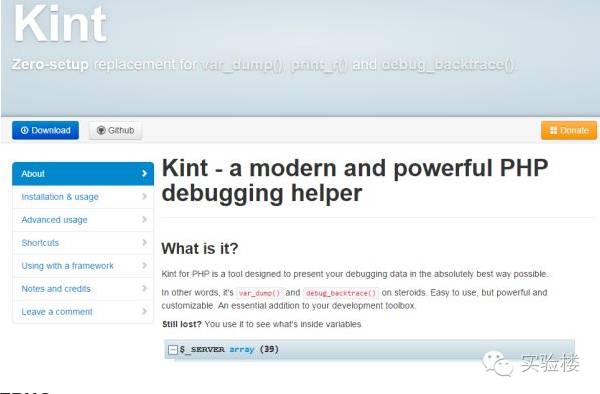 Kint
Zero-setup replacement for var_dump(), print_r() and debug_backtrace().
Download
Github
Donate
About
Installation & usage
Advanced usage
Shortcuts
Using with a framework
Notes and credits
Leave a comment
Kint - a modern and powerful PHP
debugging helper
What is it?
Kint for PHP is a tool designed to present your debugging data in the absolutely best way possible.
In other words, it's var_dump() and debug_backtrace() on steroids. Easy to use, but powerful and
customizable. An essential addition to your development toolbox.
Still lost? You use it to see what's inside variables.
$_SERVER array (39)
实验楼